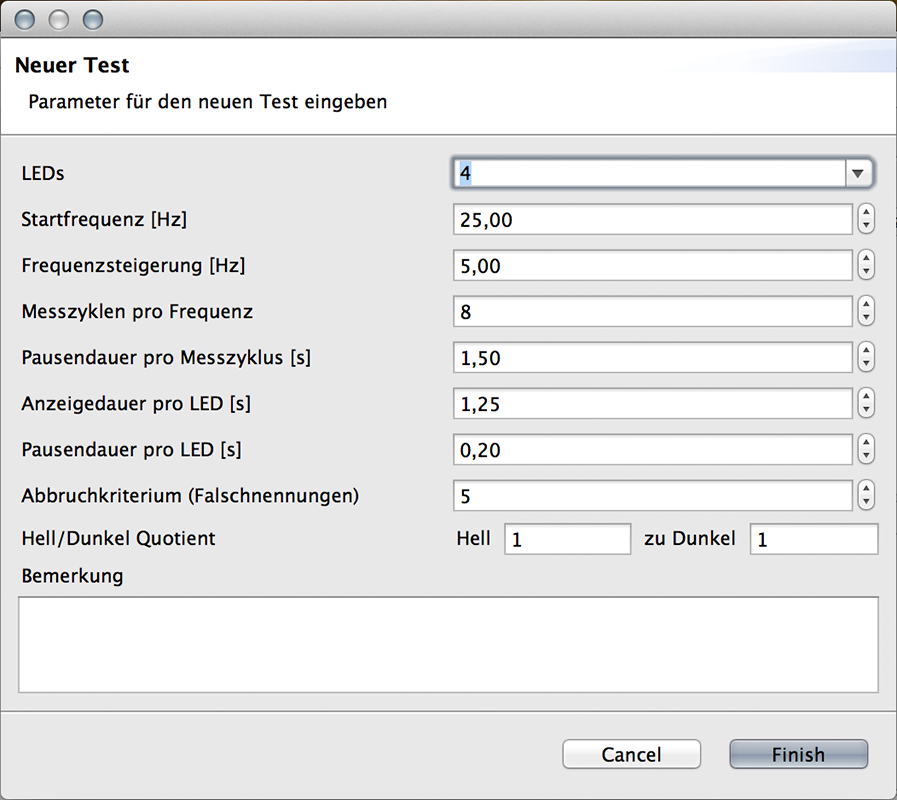 Neuer Test
Parameter für den neuen Test eingeben
LEDs 4
Startfrequenz [Hz] 25,00
Frequenzsteigerung [Hz] 5,00
Messzyklen pro Frequenz 8
Pausendauer pro Messzyklus [s] 1,50
Anzeigedauer pro LED [s] 1,25
Pausendauer pro LED [s] 0,20
Abbruchkriterium (Falschnennungen) 5
Hell/Dunkel Quotient Hell 1 zu Dunkel 1
Bemerkung
Cancel Finish